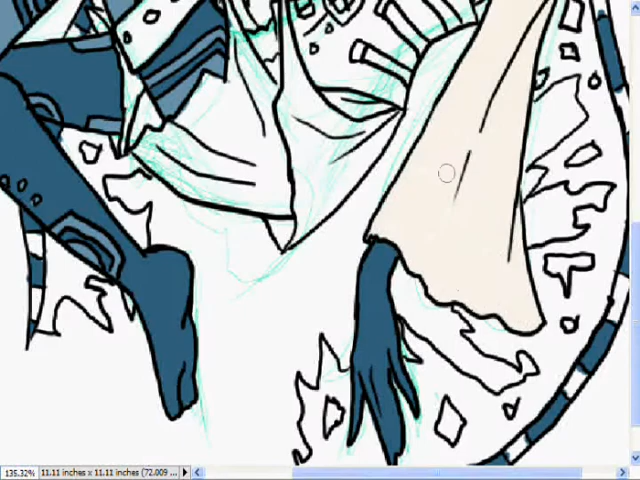 135.32% 11.11 inches x 11.11 inches (72.009 ...